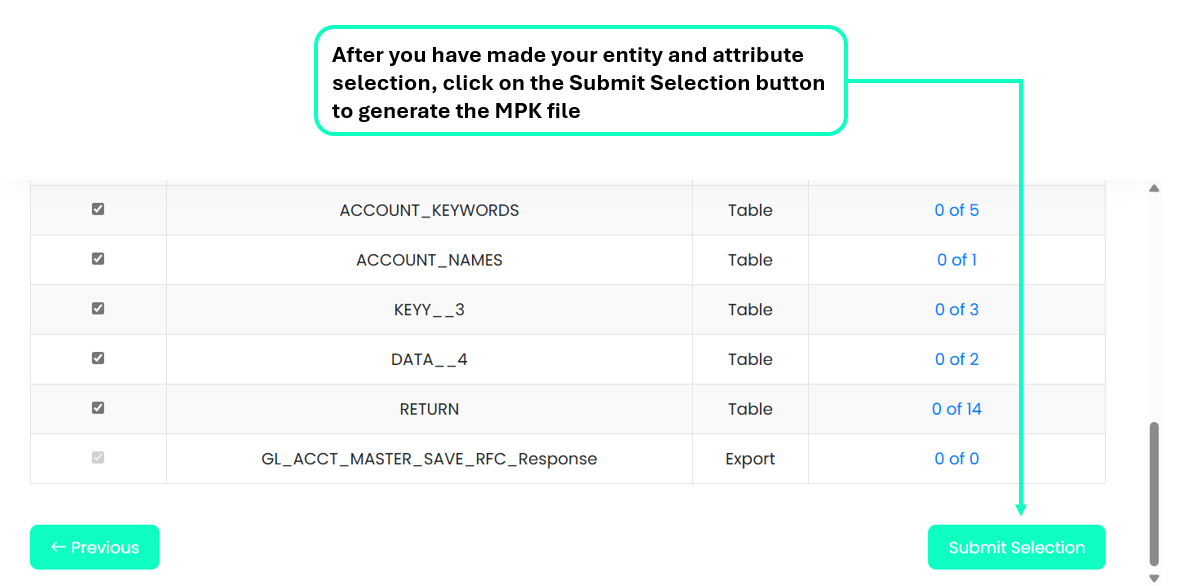 After you have made your entity and attribute
selection, click on the Submit Selection button
to generate the MPK file
ACCOUNT_KEYWORDS Table 0 of 5
ACCOUNT_NAMES Table 0 of 1
KEYY__3 Table 0 of 3
DATA__4 Table 0 of 2
RETURN Table 0 of 14
GL_ACCT_MASTER_SAVE_RFC_Response Export 0 of 0
← Previous Submit Selection